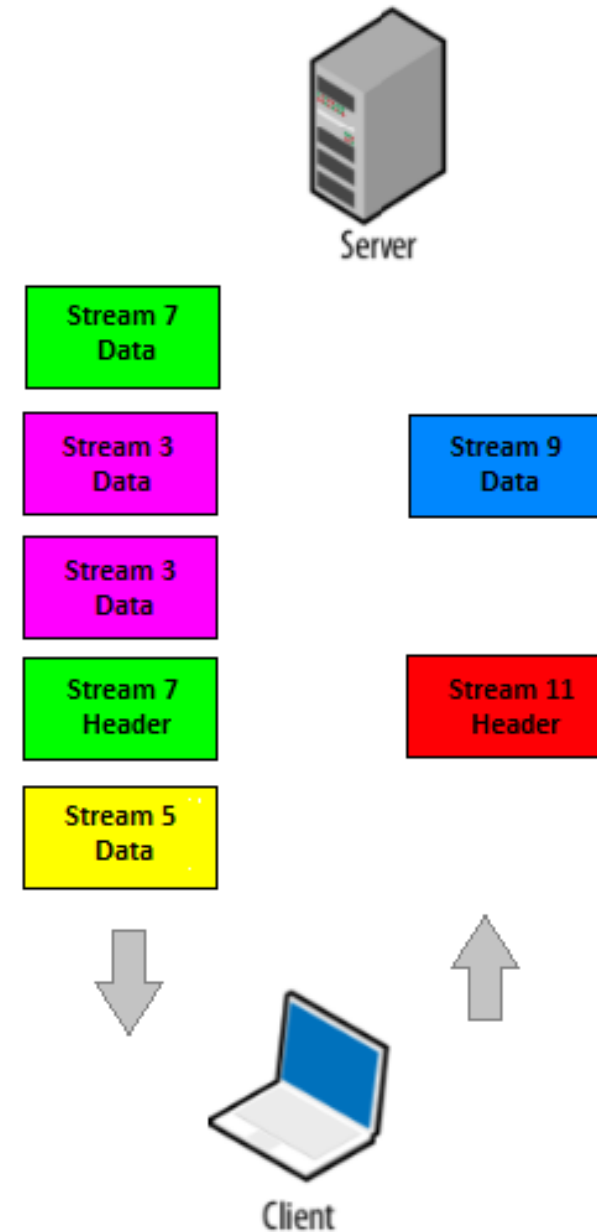 Server
Stream 7
Data
Stream 3
Data
Stream 9
Data
Stream 3
Data
Stream 7
Header
Stream 11
Header
Stream 5
Data
Client